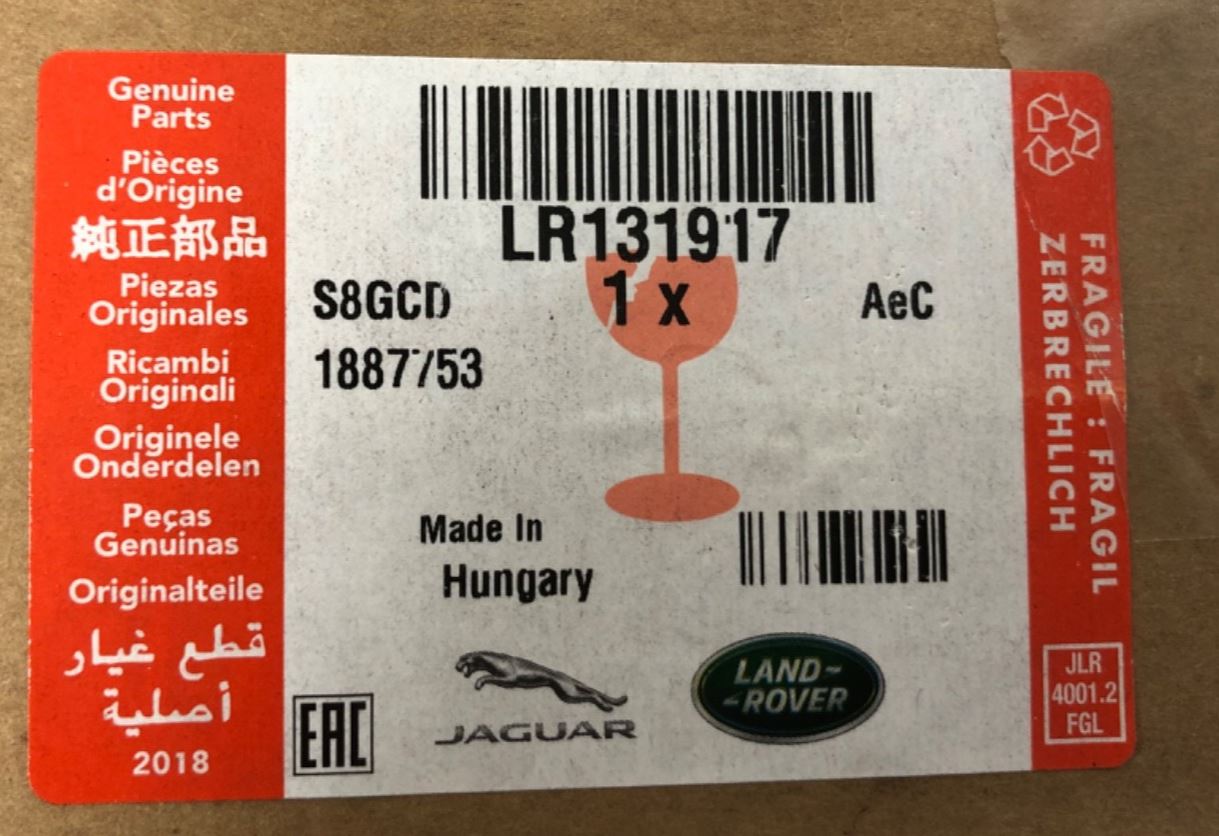 Genuine
Parts
Pièces
d'Origine
純正部品
Piezas
Originales
Ricambi
Originali
Originele
Onderdelen
Peças
Genuinas
Originalteile
قطع غيار
أصلية
2018
LR131917
S8GCD 1 x AeC
1887/53
Made In
Hungary
EAC
JAGUAR
LAND-
-ROVER
FRAGILE : FRAGIL
ZERBRECHLICH
JLR
4001.2
FGL